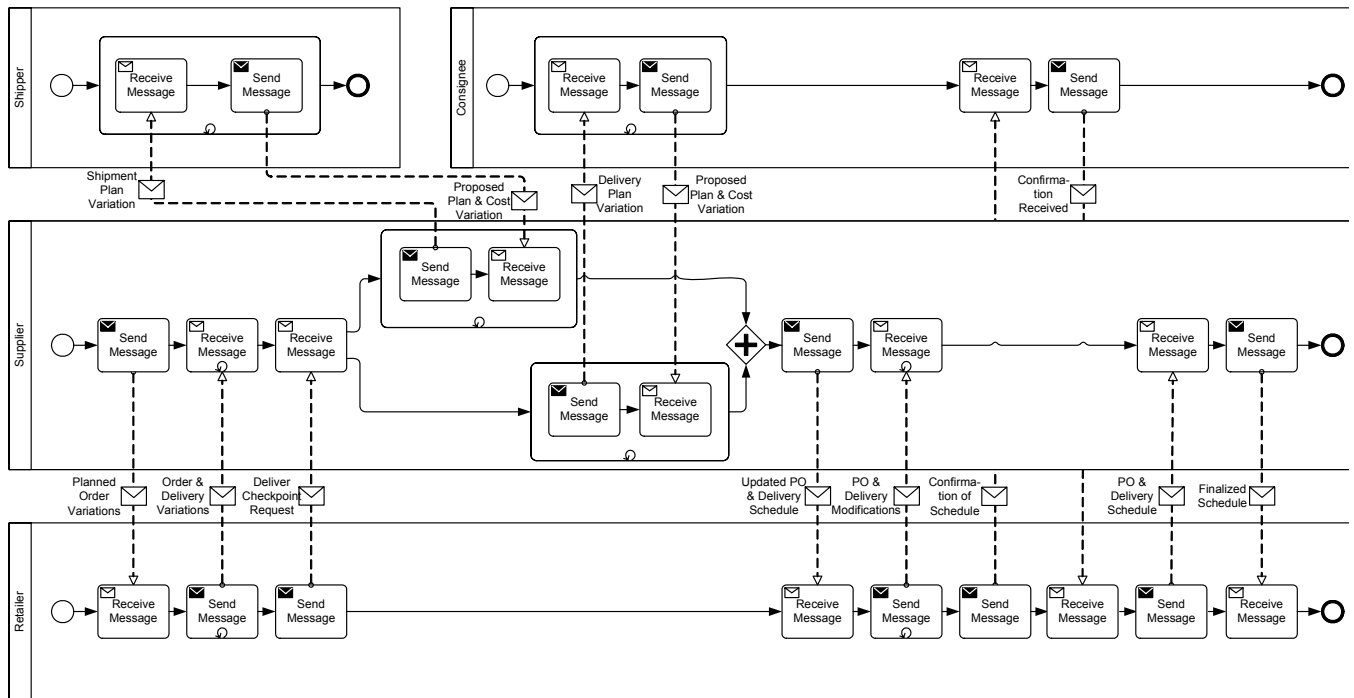 Shipper
Receive
Message
Send
Message
Consignee
Receive
Message
Send
Message
Receive
Message
Send
Message
Shipment
Plan
Variation
Proposed
Plan & Cost
Variation
Delivery
Plan
Variation
Proposed
Plan & Cost
Variation
Confirma-
tion
Received
Supplier
Send
Message
Receive
Message
Receive
Message
Send
Message
Receive
Message
Send
Message
Receive
Message
Send
Message
Receive
Message
Receive
Message
Send
Message
Planned
Order
Variations
Order &
Delivery
Variations
Deliver
Checkpoint
Request
Updated PO
& Delivery
Schedule
PO &
Delivery
Modifications
Confirma-
tion of
Schedule
PO &
Delivery
Schedule
Finalized
Schedule
Retailer
Receive
Message
Send
Message
Send
Message
Receive
Message
Send
Message
Send
Message
Receive
Message
Send
Message
Receive
Message